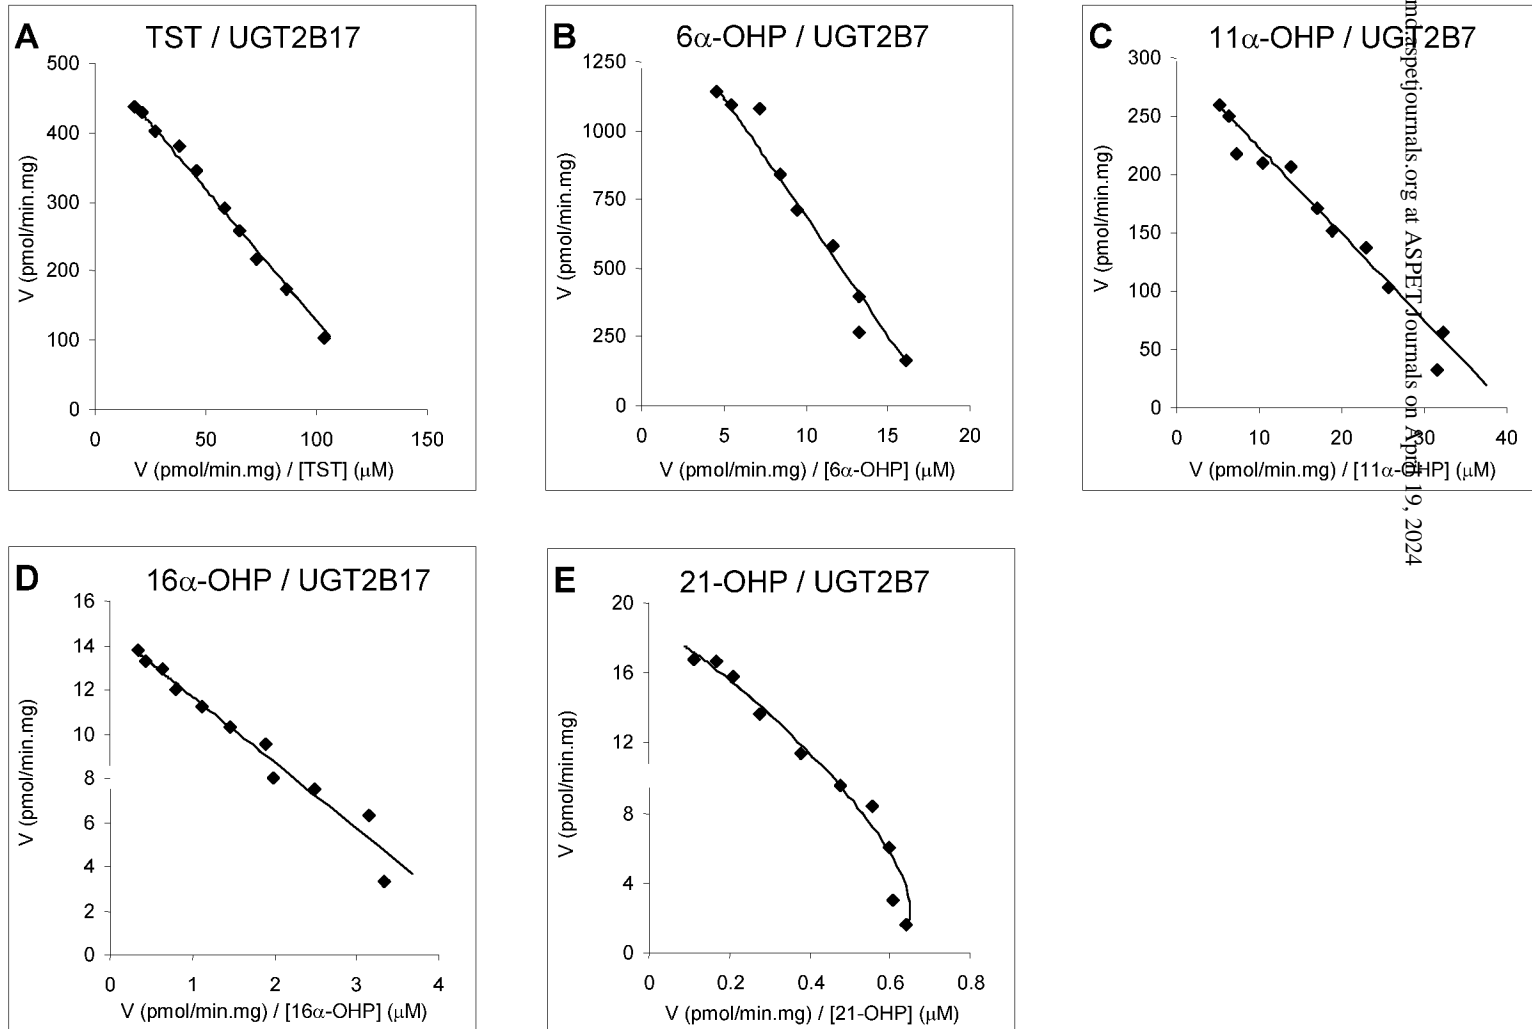 A
TST / UGT2B17
500
400
300
200
100
0
0 50 100 150
V (pmol/min.mg)
V (pmol/min.mg) / [TST] (μM)
B
6α-OHP / UGT2B7
1250
1000
750
500
250
0
0 5 10 15 20
V (pmol/min.mg)
V (pmol/min.mg) / [6α-OHP] (μM)
C
11α-OHP / UGT2B7
300
250
200
150
100
50
0
0 10 20 30 40
V (pmol/min.mg)
V (pmol/min.mg) / [11α-OHP] (μM)
md.aspetjournals.org at ASPET Journals on April 19, 2024
D
16α-OHP / UGT2B17
16
14
12
10
8
6
4
2
0
0 1 2 3 4
V (pmol/min.mg)
V (pmol/min.mg) / [16α-OHP] (μM)
E
21-OHP / UGT2B7
20
16
12
8
4
0
0 0.2 0.4 0.6 0.8
V (pmol/min.mg)
V (pmol/min.mg) / [21-OHP] (μM)